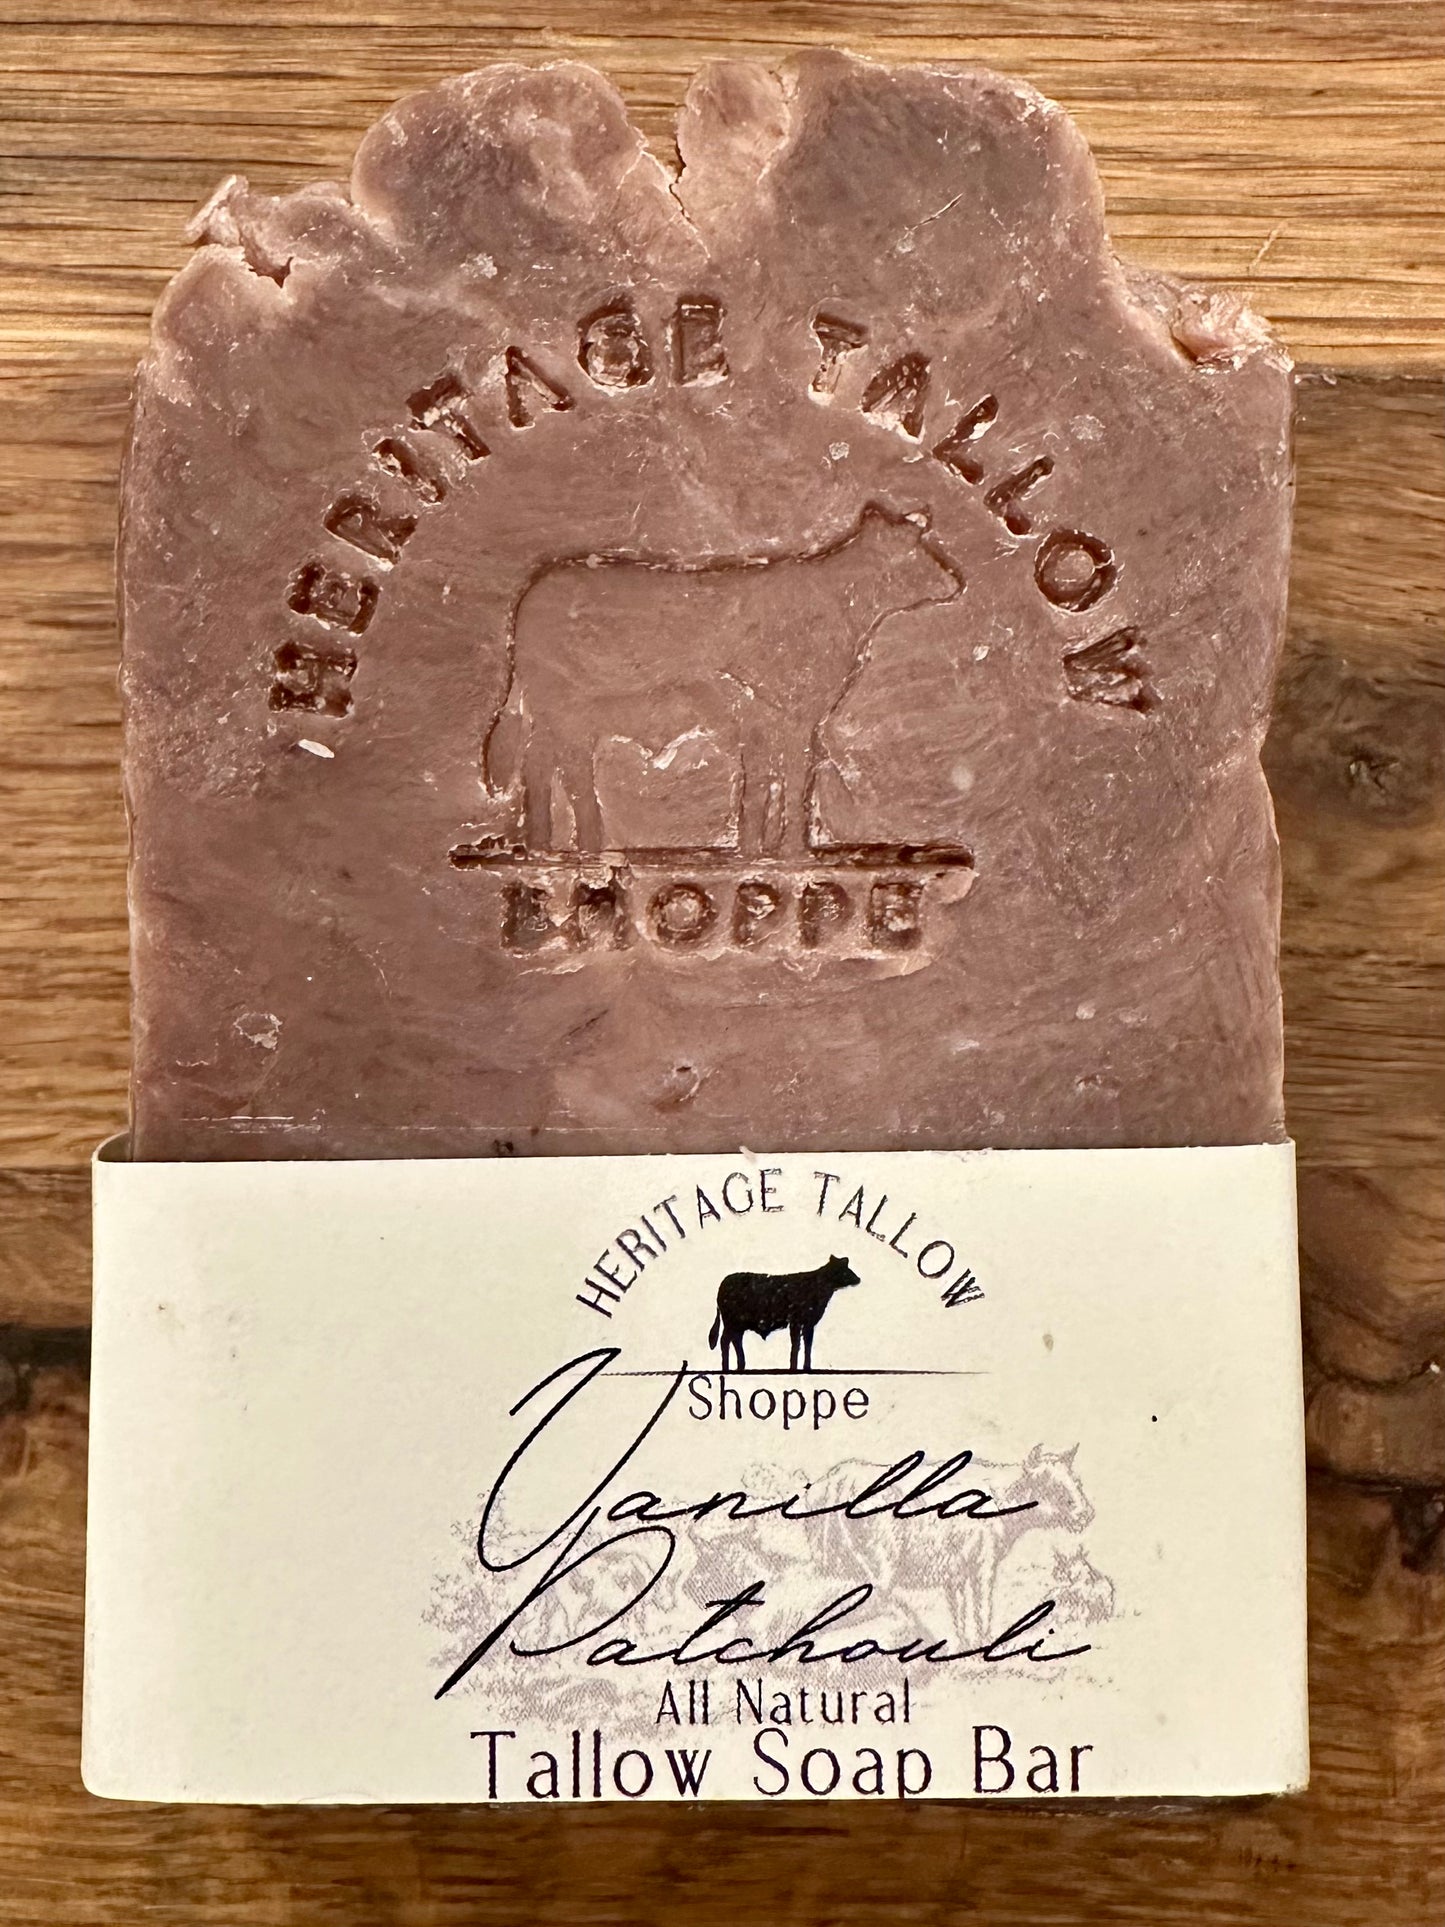 HERITAGE TALLOW
SHOPPE
HERITAGE TALLOW
Shoppe
Vanilla
Patchouli
All Natural
Tallow Soap Bar